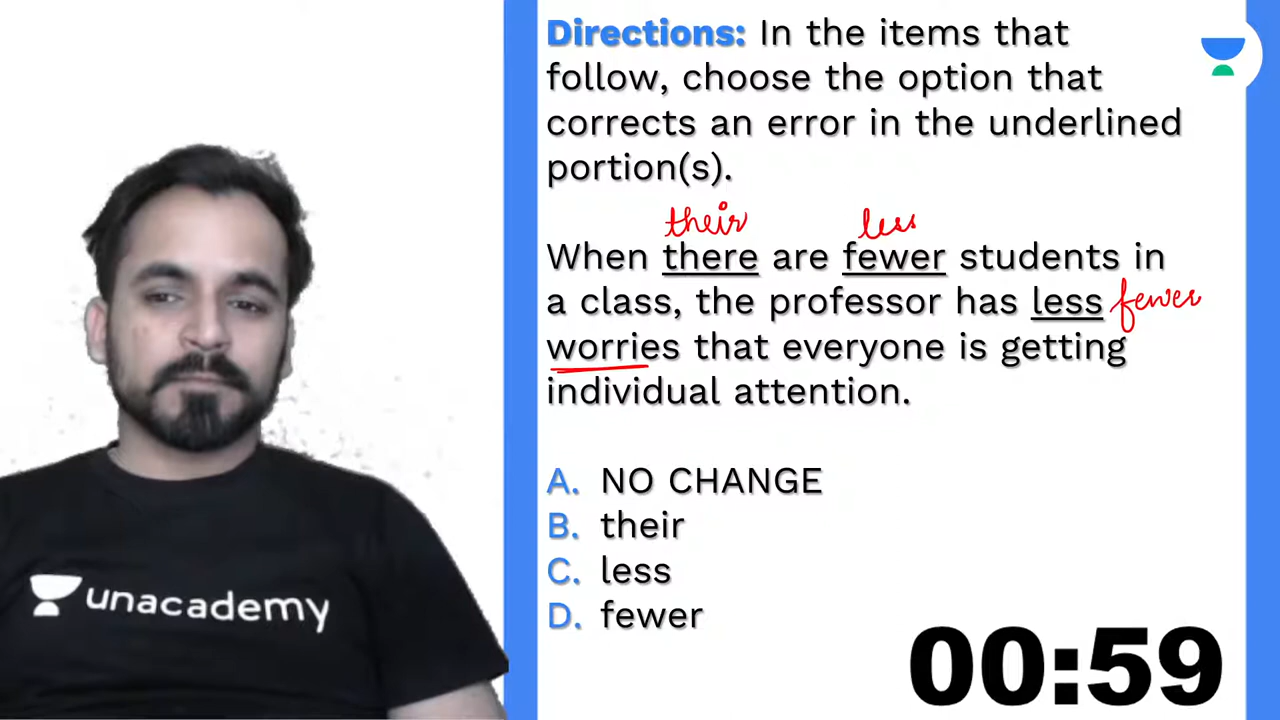 Directions: In the items that
follow, choose the option that
corrects an error in the underlined
portion(s).
their less
When there are fewer students in
a class, the professor has less fewer
worries that everyone is getting
individual attention.
A. NO CHANGE
B. their
C. less
D. fewer
unacademy
00:59